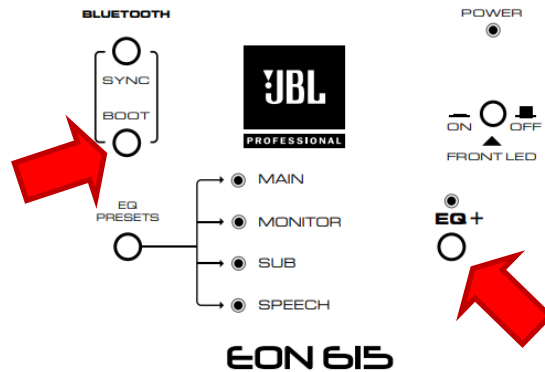 BLUETOOTH
SYNC
BOOT
JBL
PROFESSIONAL
POWER
ON OFF
FRONT LED
EQ
PRESETS
MAIN
MONITOR
SUB
SPEECH
EQ+
EON 615